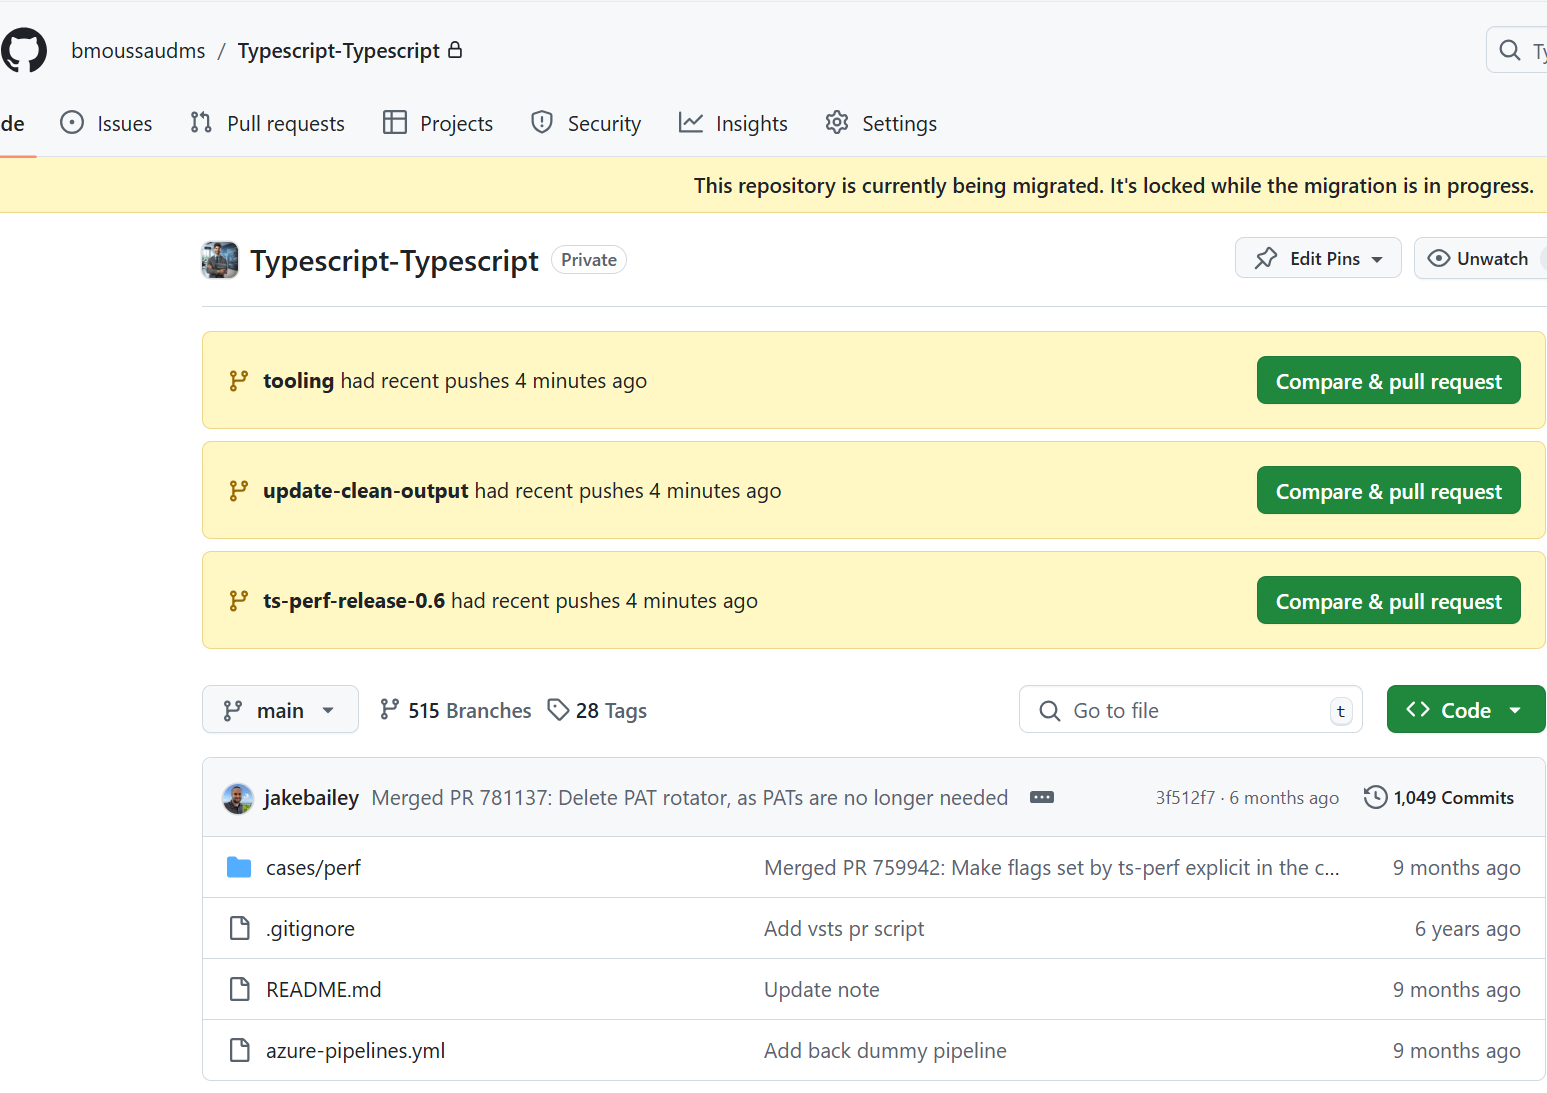 bmoussaudms / Typescript-Typescript
Ty
de Issues Pull requests Projects Security Insights Settings
This repository is currently being migrated. It's locked while the migration is in progress.
Typescript-Typescript Private Edit Pins Unwatch
tooling had recent pushes 4 minutes ago Compare & pull request
update-clean-output had recent pushes 4 minutes ago Compare & pull request
ts-perf-release-0.6 had recent pushes 4 minutes ago Compare & pull request
main 515 Branches 28 Tags Go to file t <> Code
jakebailey Merged PR 781137: Delete PAT rotator, as PATs are no longer needed ... 3f512f7 · 6 months ago 1,049 Commits
cases/perf Merged PR 759942: Make flags set by ts-perf explicit in the c... 9 months ago
.gitignore Add vsts pr script 6 years ago
README.md Update note 9 months ago
azure-pipelines.yml Add back dummy pipeline 9 months ago